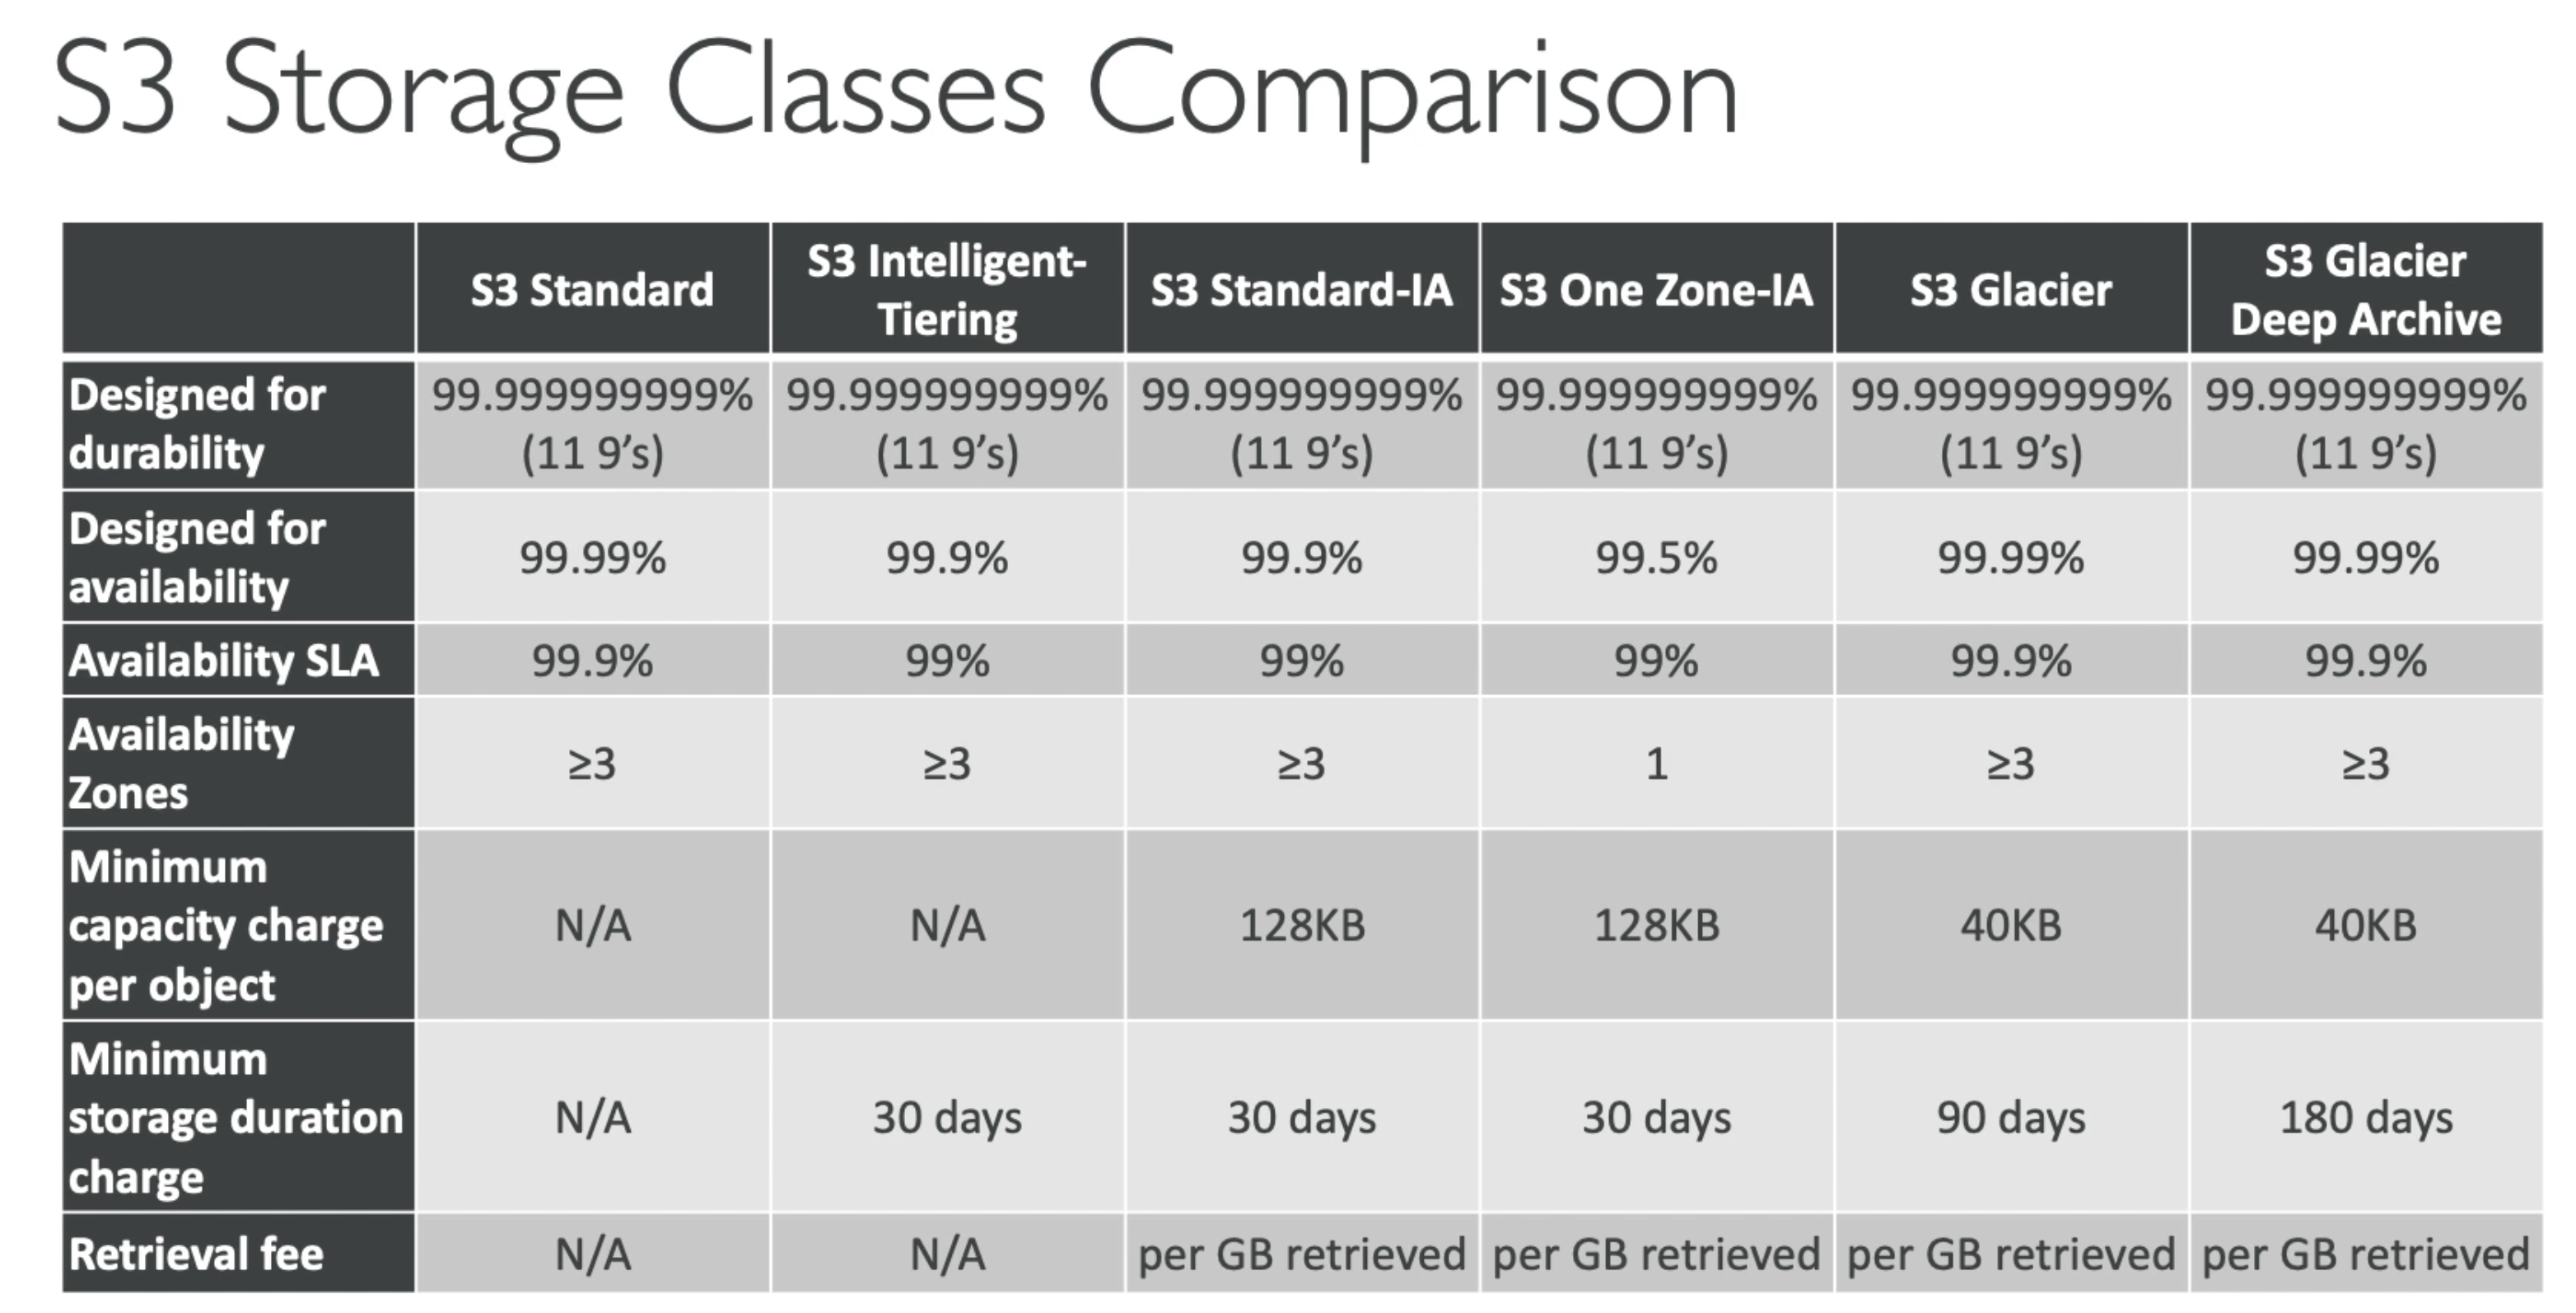 S3 Storage Classes Comparison
S3 Standard
S3 Intelligent-
Tiering
S3 Standard-IA
S3 One Zone-IA
S3 Glacier
S3 Glacier
Deep Archive
Designed for
durability
99.999999999%
(11 9’s)
99.999999999%
(11 9’s)
99.999999999%
(11 9’s)
99.999999999%
(11 9’s)
99.999999999%
(11 9’s)
99.999999999%
(11 9’s)
Designed for
availability
99.99%
99.9%
99.9%
99.5%
99.99%
99.99%
Availability SLA
99.9%
99%
99%
99%
99.9%
99.9%
Availability
Zones
≥3
≥3
≥3
1
≥3
≥3
Minimum
capacity charge
per object
N/A
N/A
128KB
128KB
40KB
40KB
Minimum
storage duration
charge
N/A
30 days
30 days
30 days
90 days
180 days
Retrieval fee
N/A
N/A
per GB retrieved
per GB retrieved
per GB retrieved
per GB retrieved